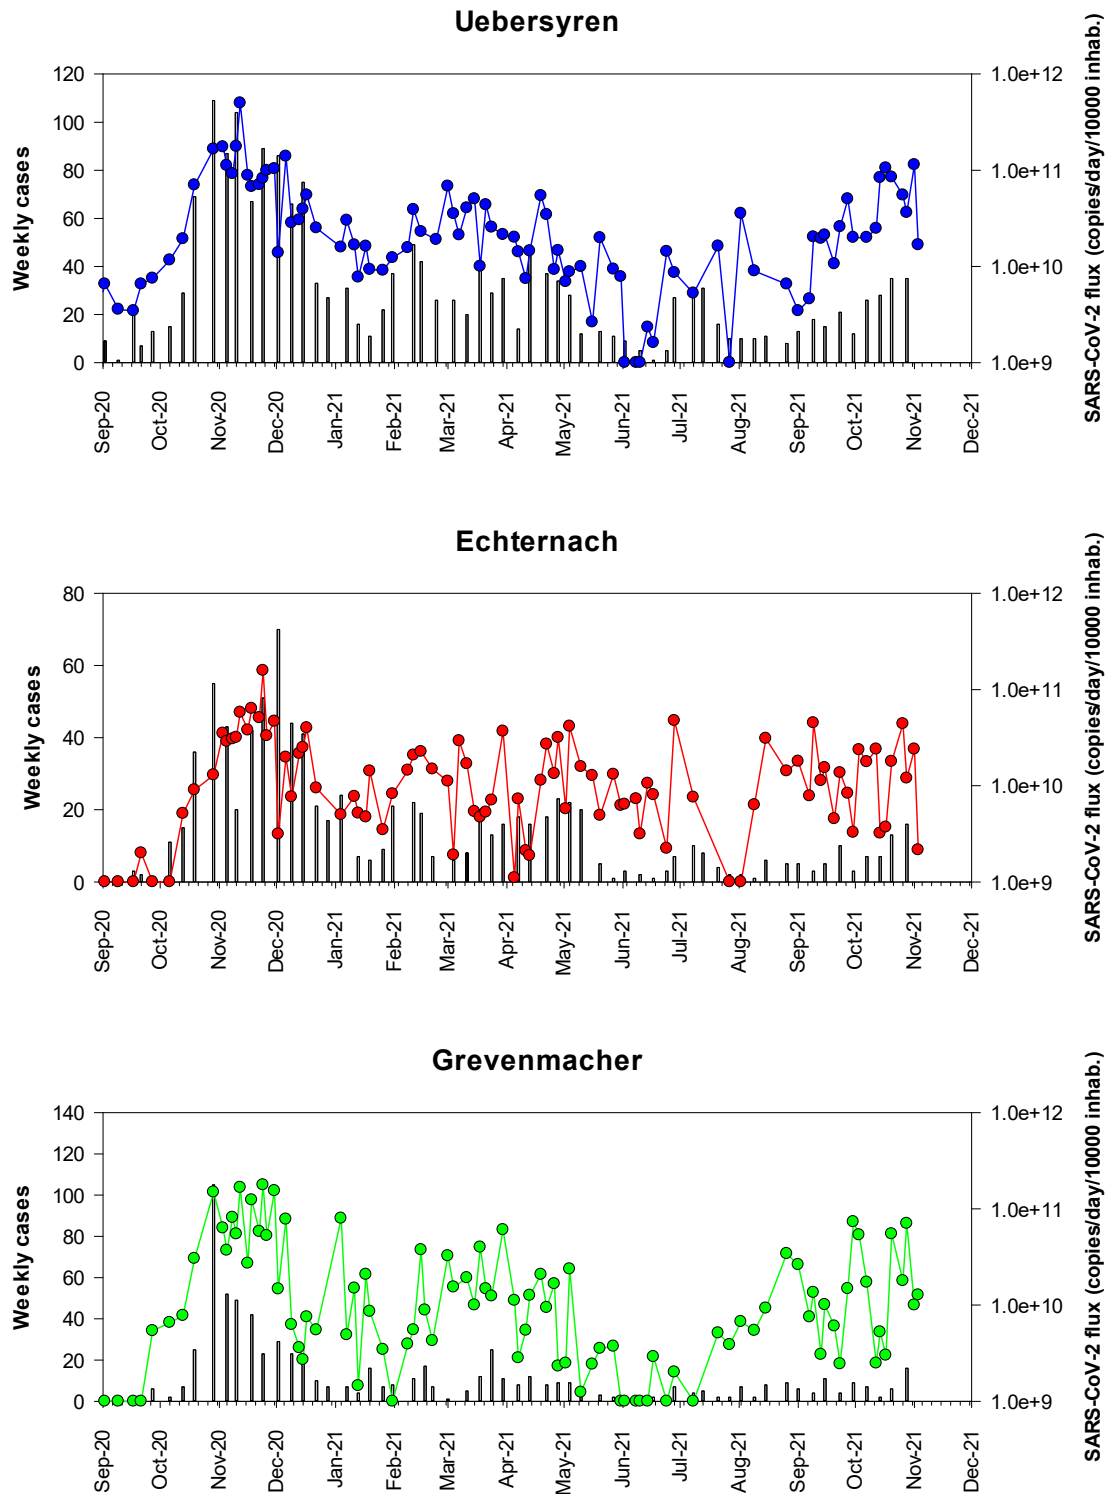 Uebersyren
Weekly cases
SARS-CoV-2 flux (copies/day/10000 inhab.)
120
100
80
60
40
20
0
1.0e+12
1.0e+11
1.0e+10
1.0e+9
Sep-20
Oct-20
Nov-20
Dec-20
Jan-21
Feb-21
Mar-21
Apr-21
May-21
Jun-21
Jul-21
Aug-21
Sep-21
Oct-21
Nov-21
Dec-21
Echternach
Weekly cases
SARS-CoV-2 flux (copies/day/10000 inhab.)
80
60
40
20
0
1.0e+12
1.0e+11
1.0e+10
1.0e+9
Sep-20
Oct-20
Nov-20
Dec-20
Jan-21
Feb-21
Mar-21
Apr-21
May-21
Jun-21
Jul-21
Aug-21
Sep-21
Oct-21
Nov-21
Dec-21
Grevenmacher
Weekly cases
SARS-CoV-2 flux (copies/day/10000 inhab.)
140
120
100
80
60
40
20
0
1.0e+12
1.0e+11
1.0e+10
1.0e+9
Sep-20
Oct-20
Nov-20
Dec-20
Jan-21
Feb-21
Mar-21
Apr-21
May-21
Jun-21
Jul-21
Aug-21
Sep-21
Oct-21
Nov-21
Dec-21